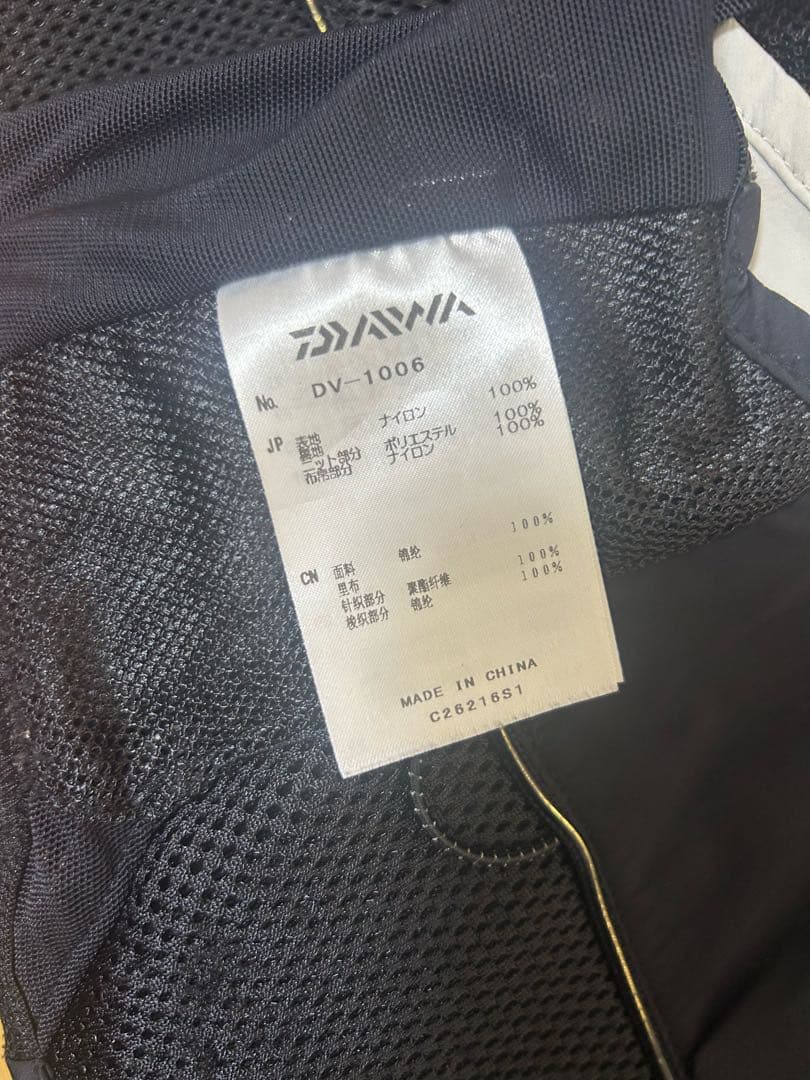 DAIWA
No. DV-1006
JP 表地 ナイロン 100%
裏地
ニット部分 ポリエステル 100%
布帛部分 ナイロン 100%
CN 面料 锦纶 100%
里布
针织部分 聚酯纤维 100%
梭织部分 锦纶 100%
MADE IN CHINA
C26216S1